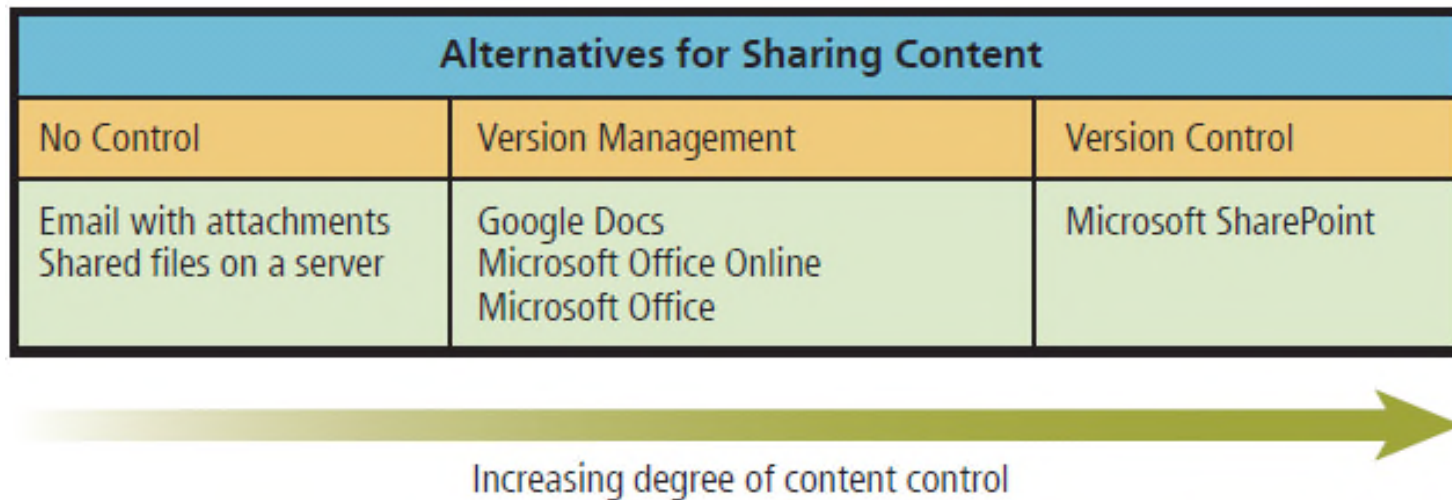 Alternatives for Sharing Content
No Control
Version Management
Version Control
Email with attachments
Shared files on a server
Google Docs
Microsoft Office Online
Microsoft Office
Microsoft SharePoint
Increasing degree of content control